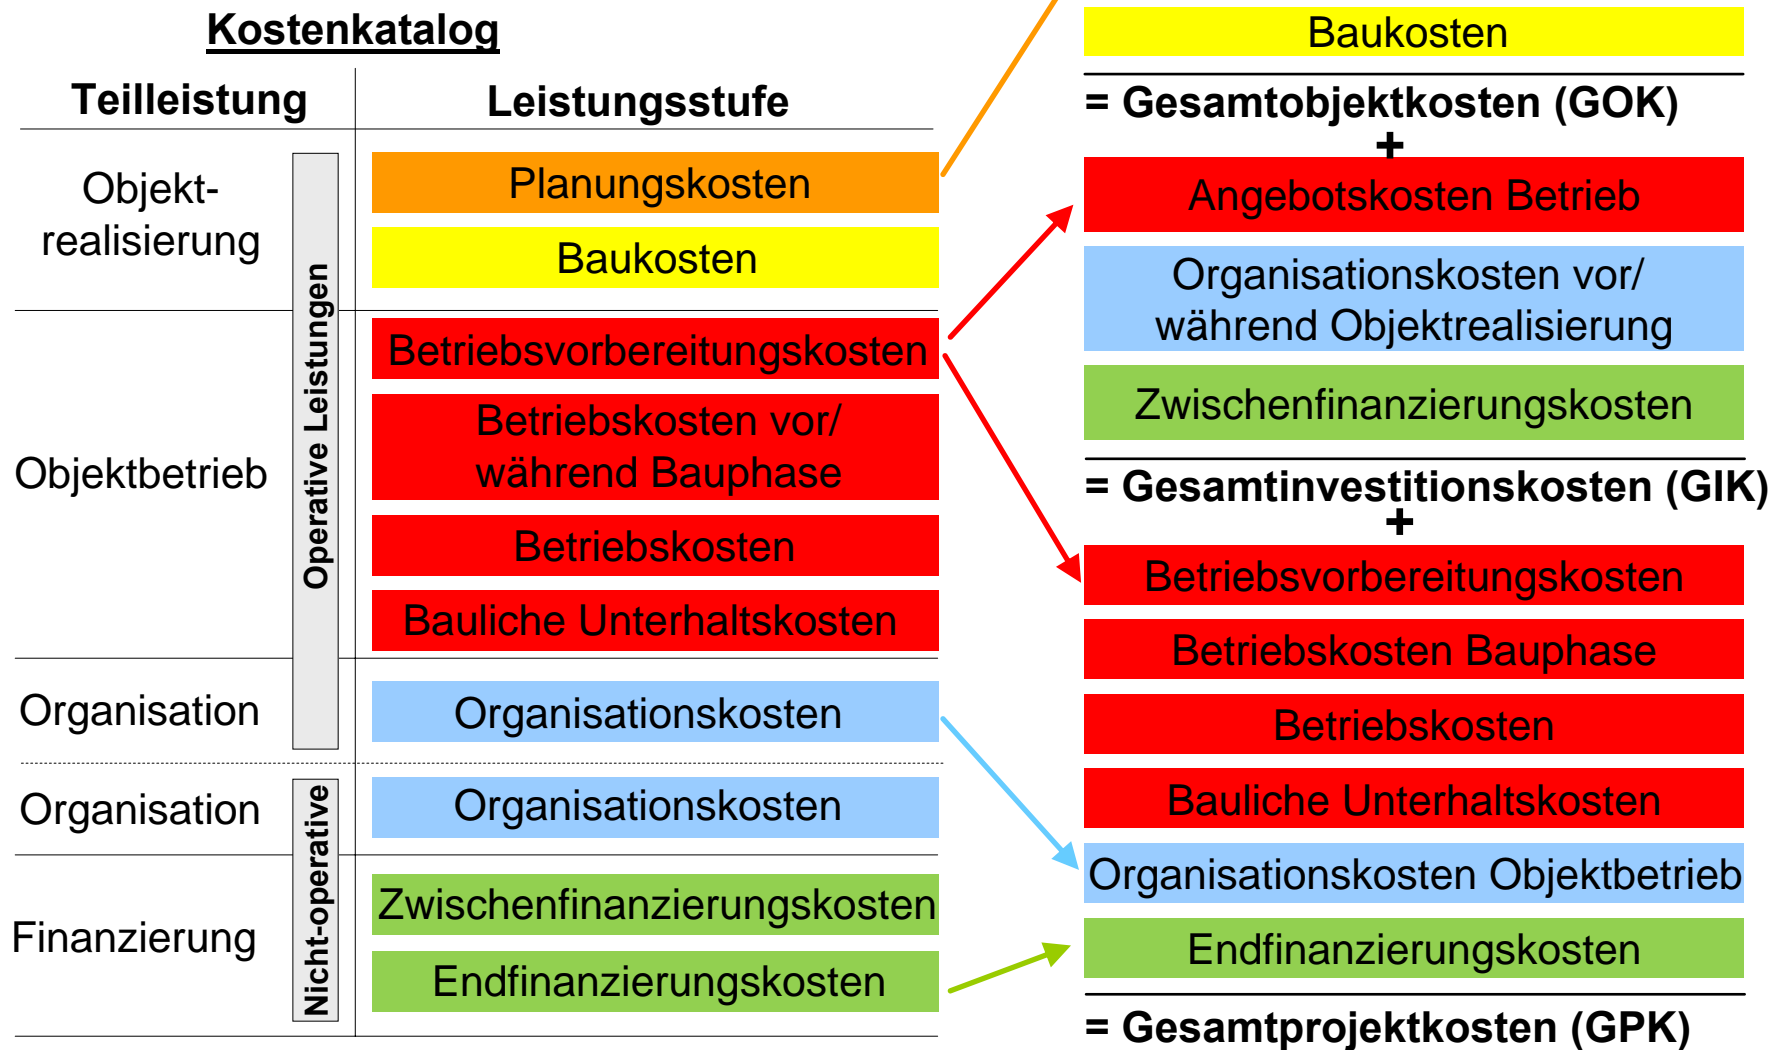 Kostenkatalog
Teilleistung
Leistungsstufe
Objekt-
realisierung
Operative Leistungen
Planungskosten
Baukosten
Objektbetrieb
Betriebsvorbereitungskosten
Betriebskosten vor/
während Bauphase
Betriebskosten
Bauliche Unterhaltskosten
Organisation
Organisationskosten
Organisation
Nicht-operative
Organisationskosten
Finanzierung
Zwischenfinanzierungskosten
Endfinanzierungskosten
Baukosten
= Gesamtobjektkosten (GOK)
+
Angebotskosten Betrieb
Organisationskosten vor/
während Objektrealisierung
Zwischenfinanzierungskosten
= Gesamtinvestitionskosten (GIK)
+
Betriebsvorbereitungskosten
Betriebskosten Bauphase
Betriebskosten
Bauliche Unterhaltskosten
Organisationskosten Objektbetrieb
Endfinanzierungskosten
= Gesamtprojektkosten (GPK)